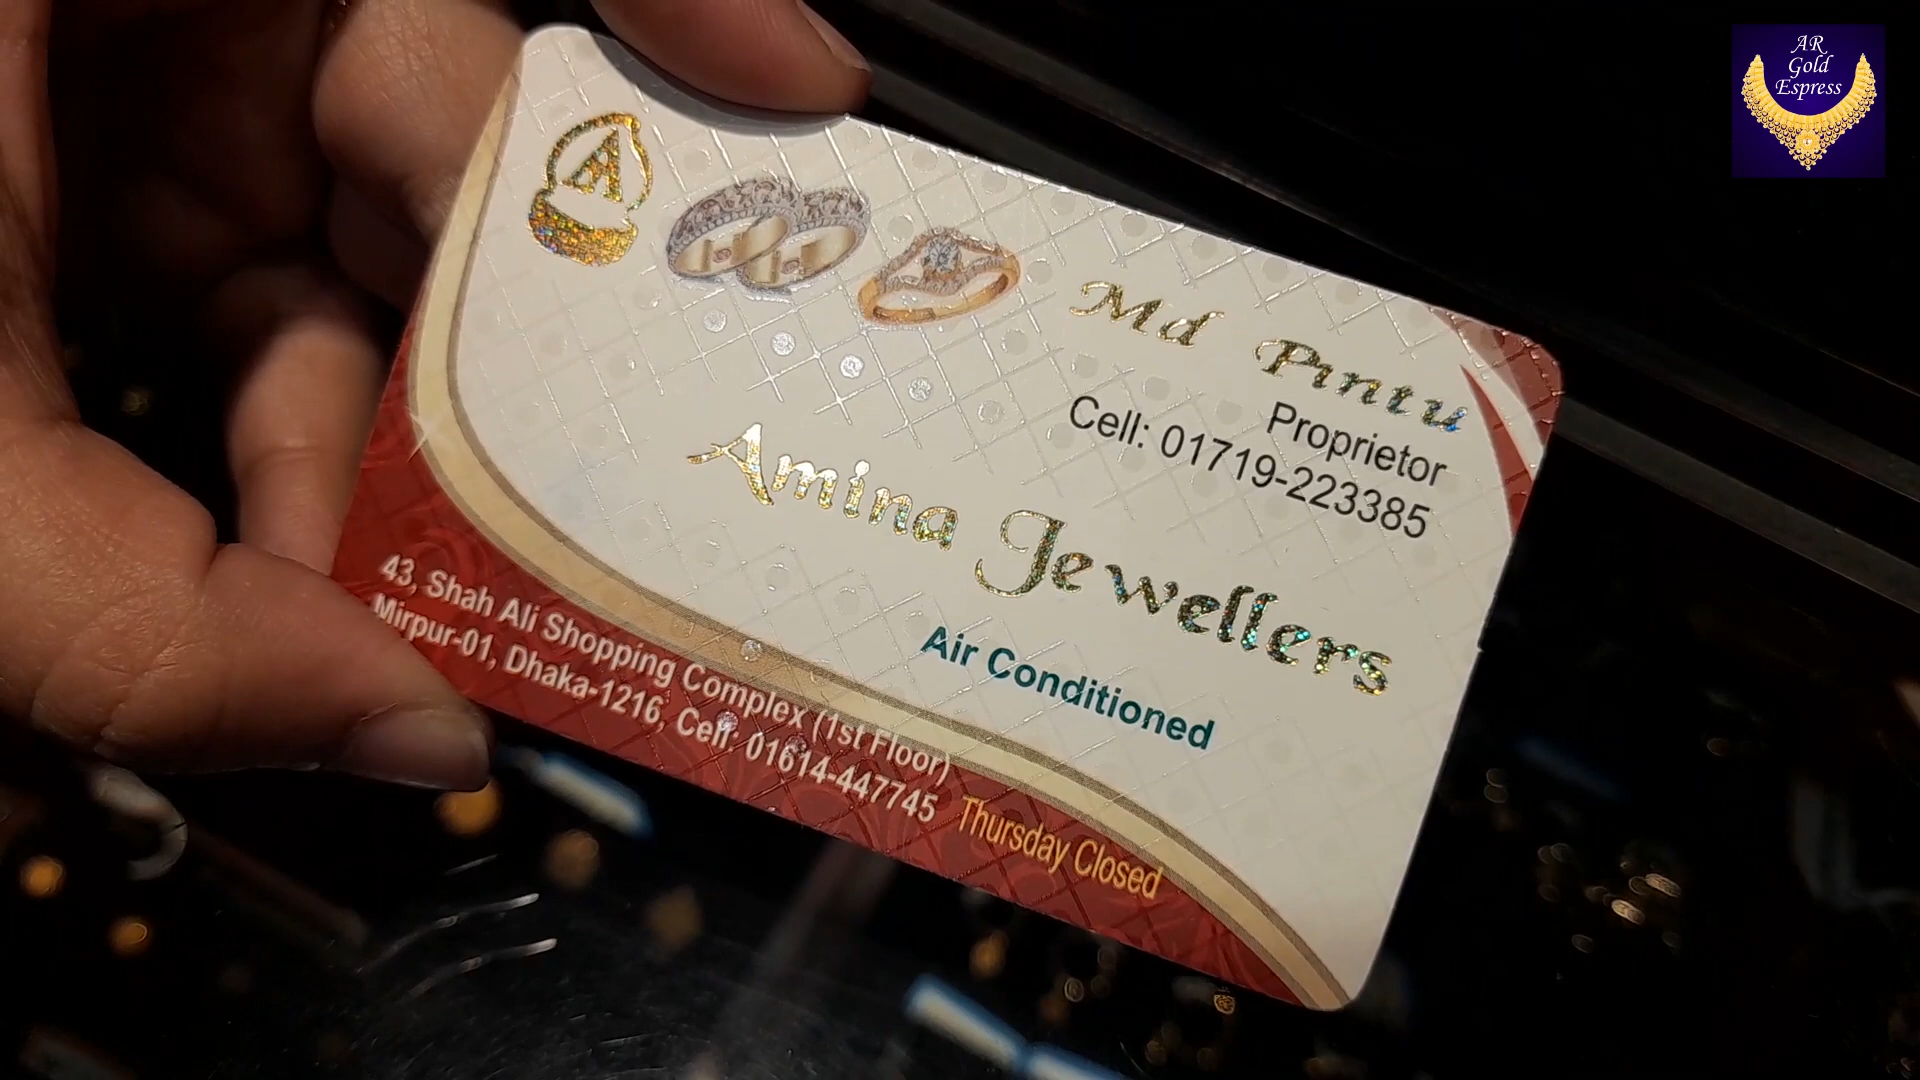 A
Md Pintu
Proprietor
Cell: 01719-223385
Amina Jewellers
Air Conditioned
43, Shah Ali Shopping Complex (1st Floor)
Mirpur-01, Dhaka-1216, Cell: 01614-447745
Thursday Closed
AR
Gold
Espress